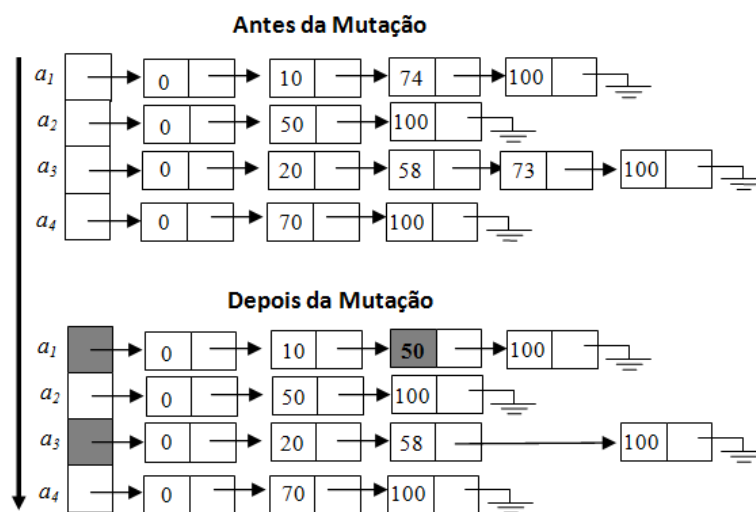 Antes da Mutação
a1 0 10 74 100
a2 0 50 100
a3 0 20 58 73 100
a4 0 70 100
Depois da Mutação
a1 0 10 50 100
a2 0 50 100
a3 0 20 58 100
a4 0 70 100